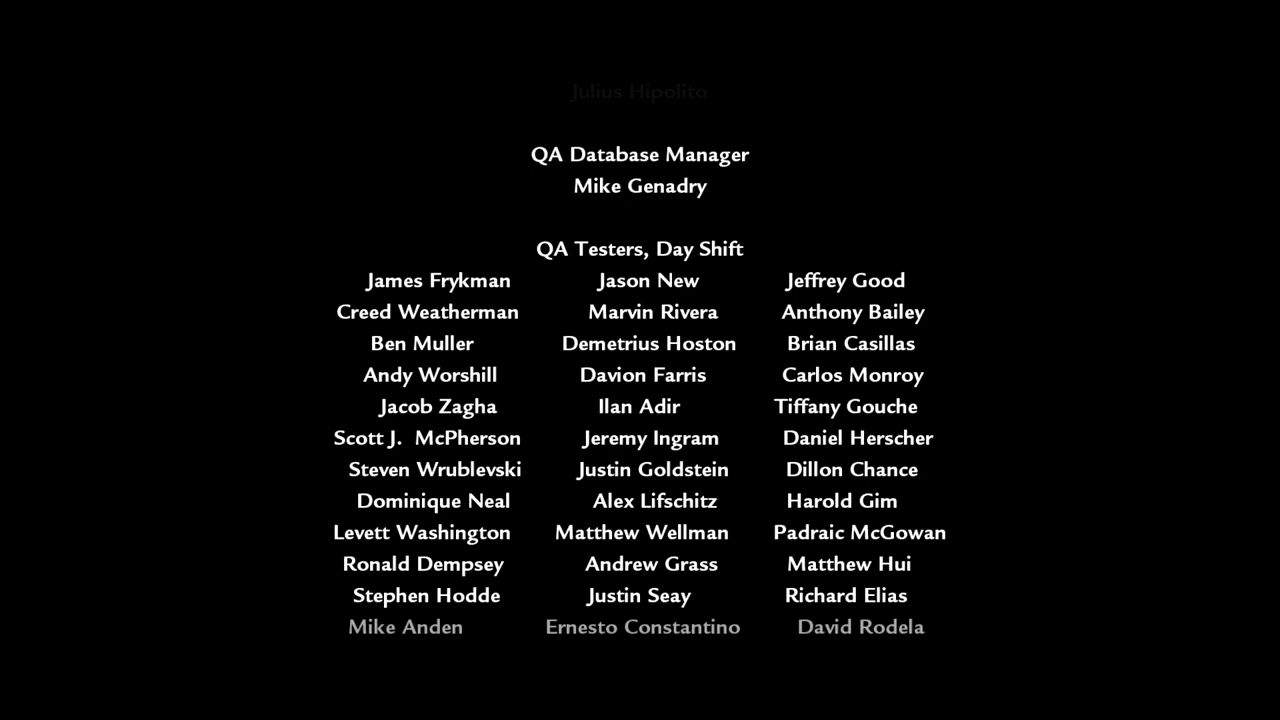 Julius Hipolito
QA Database Manager
Mike Genadry
QA Testers, Day Shift
James Frykman Jason New Jeffrey Good
Creed Weatherman Marvin Rivera Anthony Bailey
Ben Muller Demetrius Hoston Brian Casillas
Andy Worshill Davion Farris Carlos Monroy
Jacob Zagha Ilan Adir Tiffany Gouche
Scott J. McPherson Jeremy Ingram Daniel Herscher
Steven Wrublevski Justin Goldstein Dillon Chance
Dominique Neal Alex Lifschitz Harold Gim
Levett Washington Matthew Wellman Padraic McGowan
Ronald Dempsey Andrew Grass Matthew Hui
Stephen Hodde Justin Seay Richard Elias
Mike Anden Ernesto Constantino David Rodela